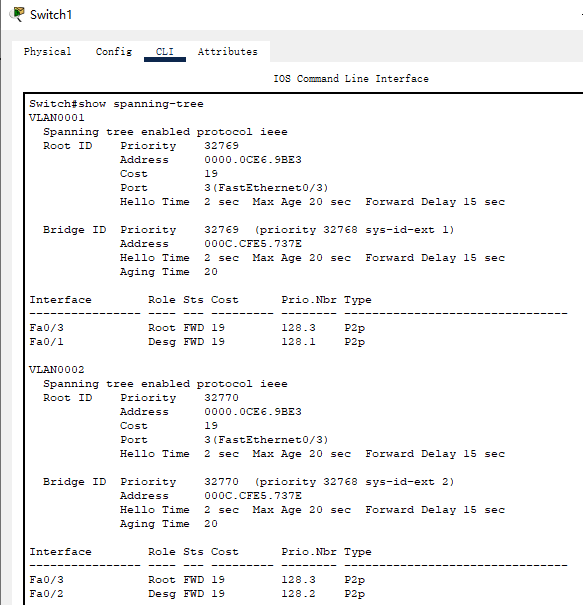 Switch1
Physical Config CLI Attributes
IOS Command Line Interface
Switch#show spanning-tree
VLAN0001
Spanning tree enabled protocol ieee
Root ID Priority 32769
Address 0000.0CE6.9BE3
Cost 19
Port 3(FastEthernet0/3)
Hello Time 2 sec Max Age 20 sec Forward Delay 15 sec
Bridge ID Priority 32769 (priority 32768 sys-id-ext 1)
Address 000C.CFE5.737E
Hello Time 2 sec Max Age 20 sec Forward Delay 15 sec
Aging Time 20
Interface Role Sts Cost Prio.Nbr Type
---------------- ---- --- --------- -------- --------------------------------
Fa0/3 Root FWD 19 128.3 P2p
Fa0/1 Desg FWD 19 128.1 P2p
VLAN0002
Spanning tree enabled protocol ieee
Root ID Priority 32770
Address 0000.0CE6.9BE3
Cost 19
Port 3(FastEthernet0/3)
Hello Time 2 sec Max Age 20 sec Forward Delay 15 sec
Bridge ID Priority 32770 (priority 32768 sys-id-ext 2)
Address 000C.CFE5.737E
Hello Time 2 sec Max Age 20 sec Forward Delay 15 sec
Aging Time 20
Interface Role Sts Cost Prio.Nbr Type
---------------- ---- --- --------- -------- --------------------------------
Fa0/3 Root FWD 19 128.3 P2p
Fa0/2 Desg FWD 19 128.2 P2p